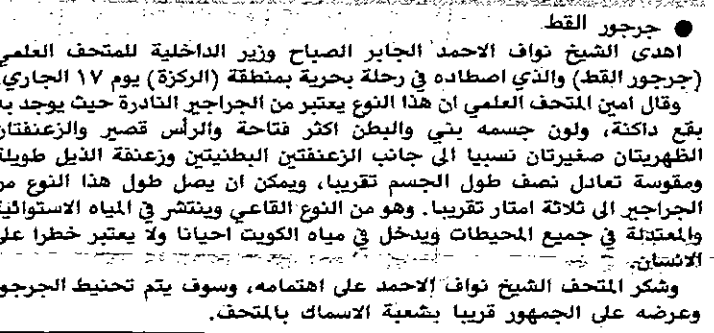 ● جرجور القط
اهدى الشيخ نواف الاحمد الجابر الصباح وزير الداخلية للمتحف العلمي
(جرجور القط) والذي اصطاده في رحلة بحرية بمنطقة (الركزة) يوم ١٧ الجاري.
وقال امين المتحف العلمي ان هذا النوع يعتبر من الجراجير النادرة حيث يوجد به
بقع داكنة، ولون جسمه بني والبطن اكثر فتاحة والرأس قصير والزعنفتان
الظهريتان صغيرتان نسبيا الى جانب الزعنفتين البطنيتين وزعنفة الذيل طويلة
ومقوسة تعادل نصف طول الجسم تقريبا، ويمكن ان يصل طول هذا النوع من
الجراجير الى ثلاثة امتار تقريبا. وهو من النوع القاعي وينتشر في المياه الاستوائية
والمعتدلة في جميع المحيطات ويدخل في مياه الكويت احيانا ولا يعتبر خطرا على
الانسان.
وشكر المتحف الشيخ نواف الاحمد على اهتمامه، وسوف يتم تحنيط الجرجور
وعرضه على الجمهور قريبا بشعبة الاسماك بالمتحف.